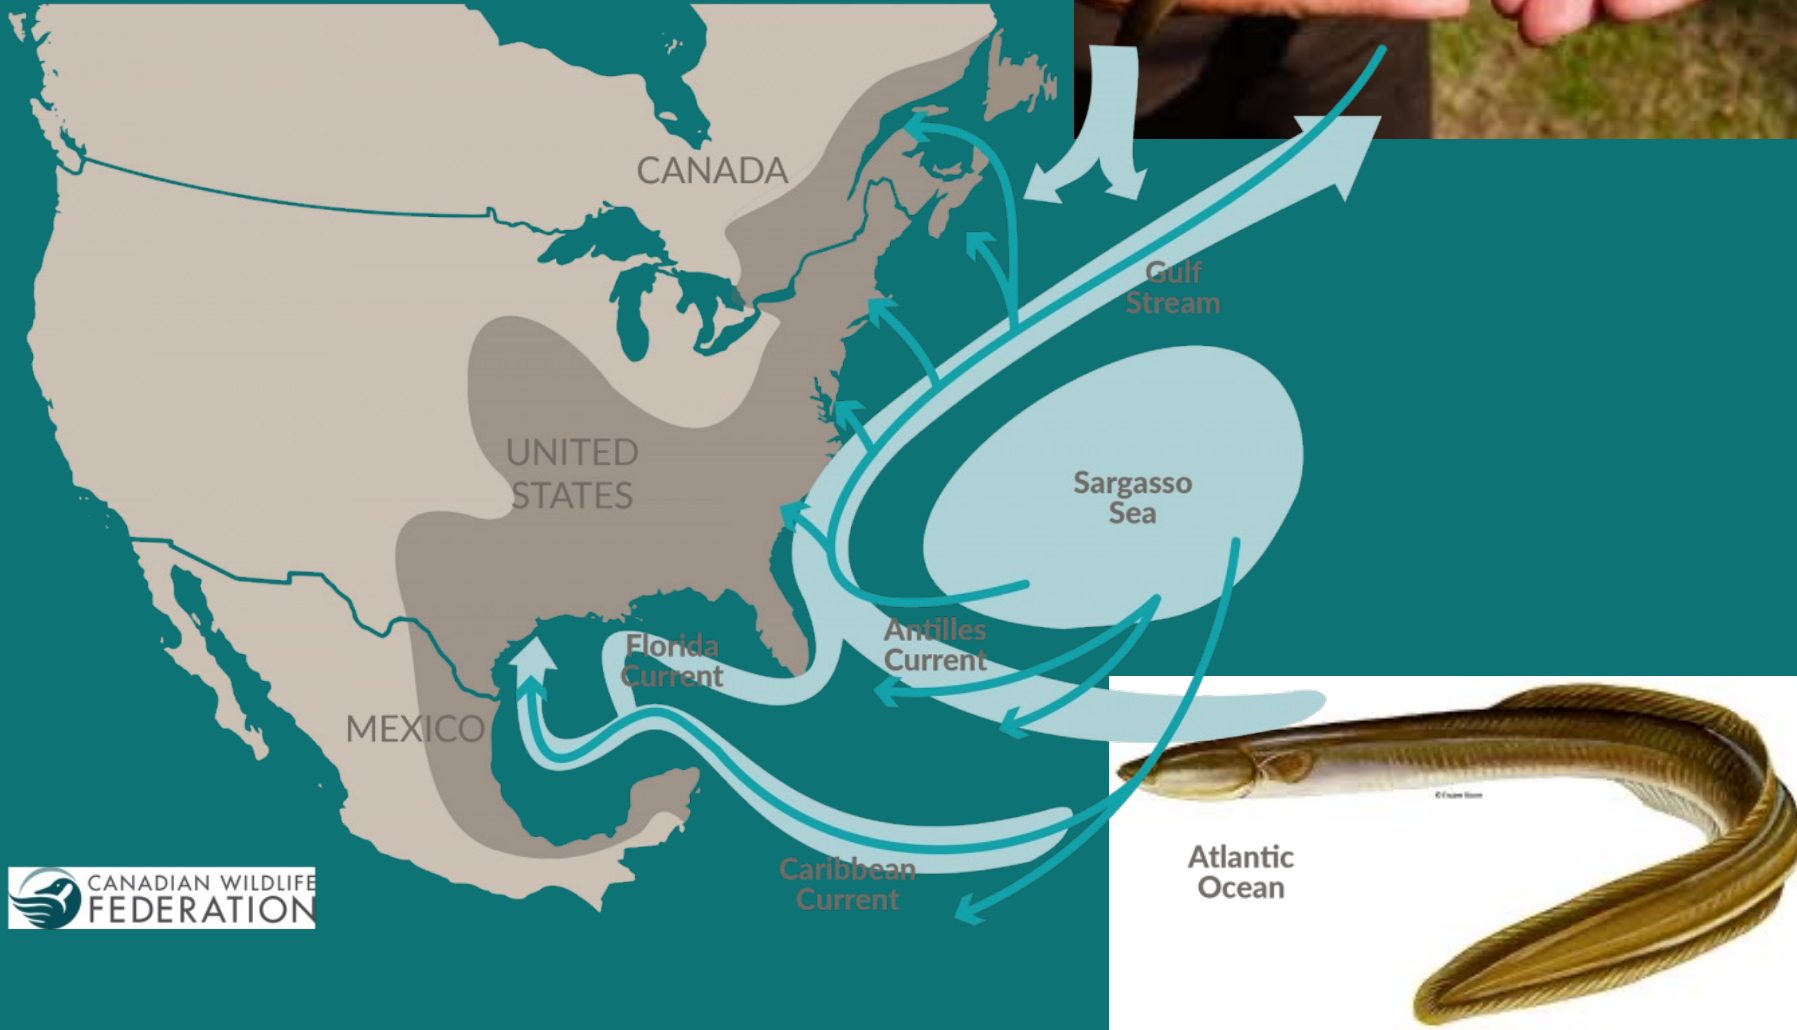 CANADA
Gulf
Stream
UNITED
STATES
Sargasso
Sea
Florida
Current
Antilles
Current
MEXICO
Caribbean
Current
Atlantic
Ocean
CANADIAN WILDLIFE
FEDERATION